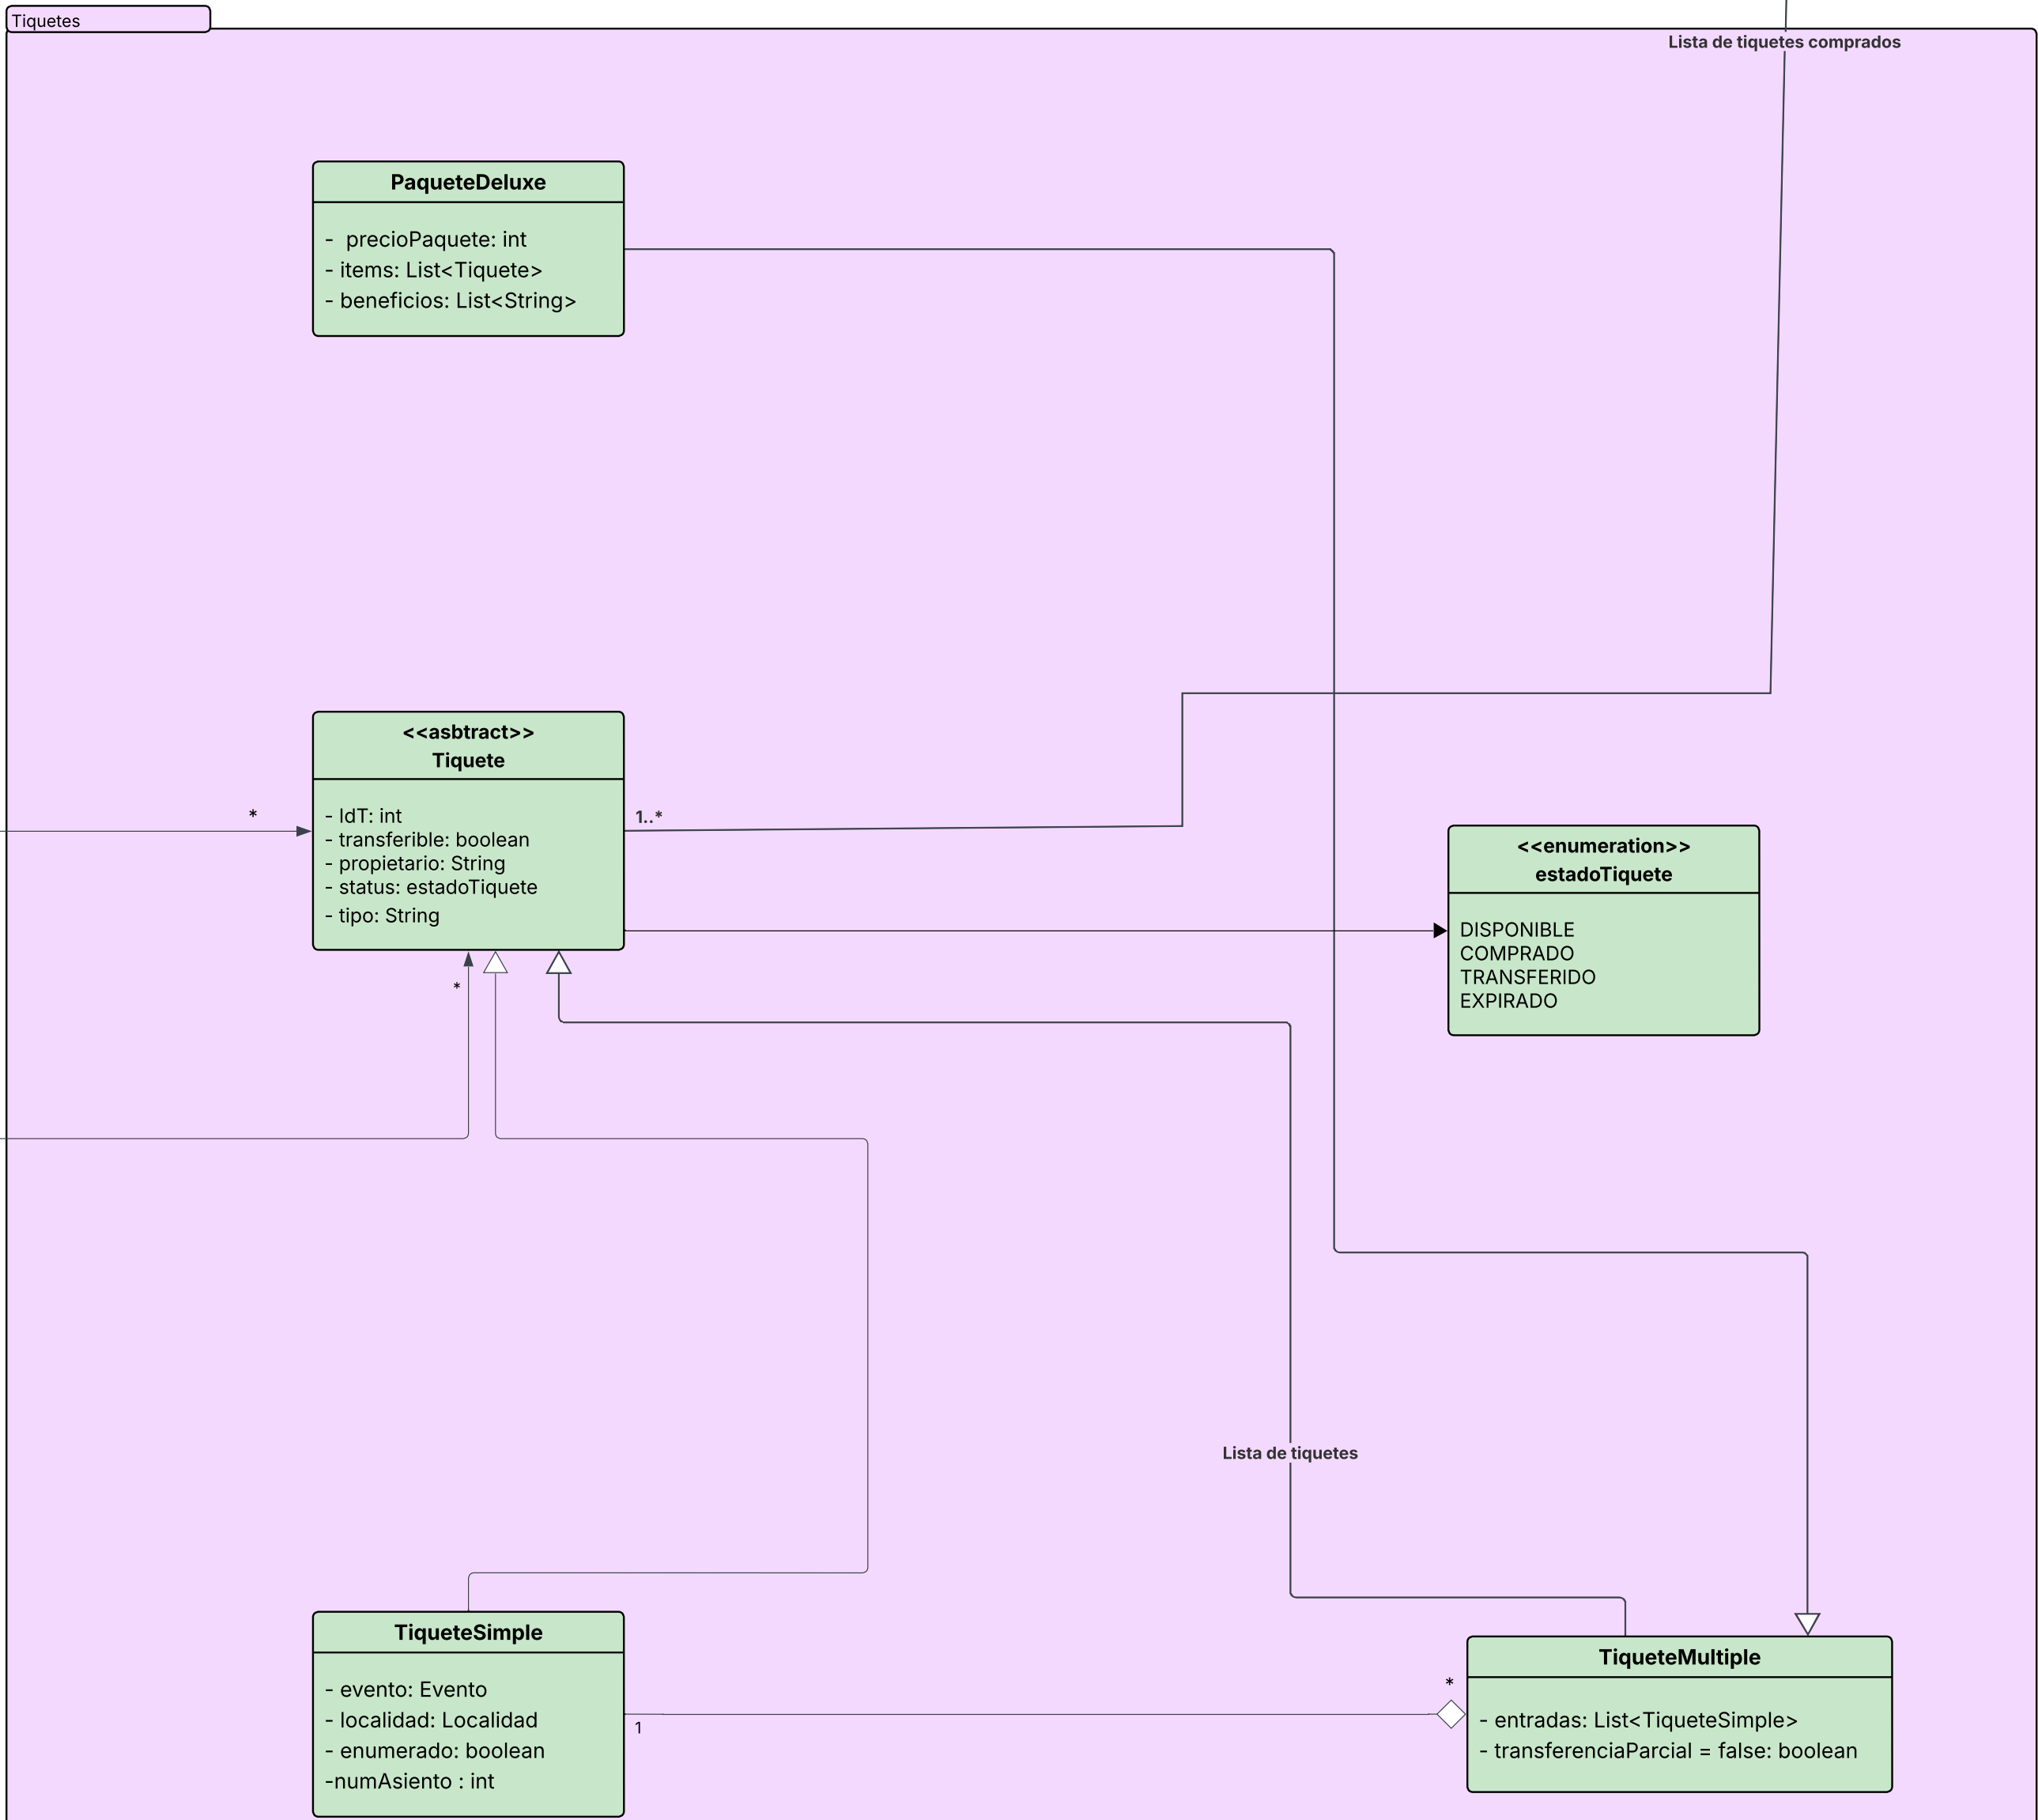 Tiquetes
Lista de tiquetes comprados
PaqueteDeluxe
-  precioPaquete: int
- items: List<Tiquete>
- beneficios: List<String>
<<asbtract>>
Tiquete
- IdT: int
- transferible: boolean
- propietario: String
- status: estadoTiquete
- tipo: String
*
1..*
*
<<enumeration>>
estadoTiquete
DISPONIBLE
COMPRADO
TRANSFERIDO
EXPIRADO
Lista de tiquetes
TiqueteSimple
- evento: Evento
- localidad: Localidad
- enumerado: boolean
-numAsiento : int
1
*
TiqueteMultiple
- entradas: List<TiqueteSimple>
- transferenciaParcial = false: boolean